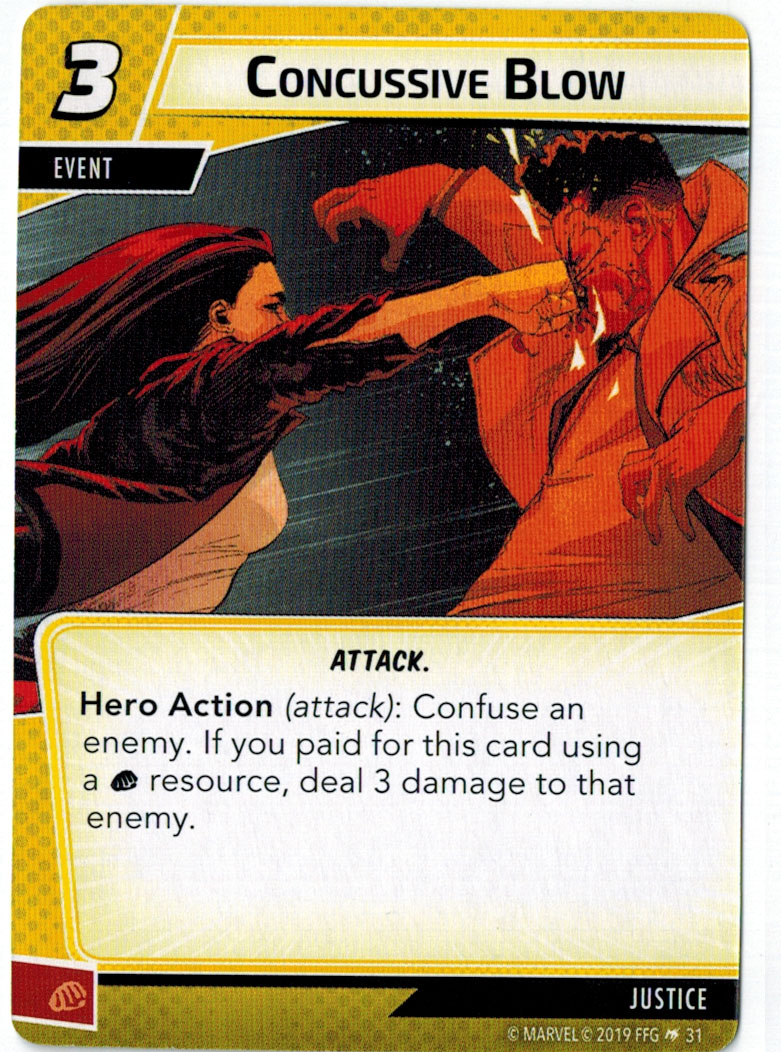 3
CONCUSSIVE BLOW
EVENT
ATTACK.
Hero Action (attack): Confuse an
enemy. If you paid for this card using
a resource, deal 3 damage to that
enemy.
JUSTICE
© MARVEL © 2019 FFG 31